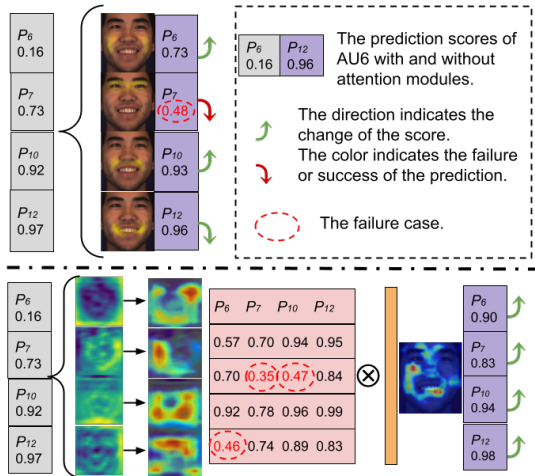 P6
0.16
P7
0.73
P10
0.92
P12
0.97
P6
0.73
P7
0.48
P10
0.93
P12
0.96
P6
0.16
P12
0.96
The prediction scores of
AU6 with and without
attention modules.
The direction indicates the
change of the score.
The color indicates the failure
or success of the prediction.
The failure case.
P6
0.16
P7
0.73
P10
0.92
P12
0.97
P6 P7 P10 P12
0.57 0.70 0.94 0.95
0.70 0.35 0.47 0.84
0.92 0.78 0.96 0.99
0.46 0.74 0.89 0.83
⊗
P6
0.90
P7
0.83
P10
0.94
P12
0.98